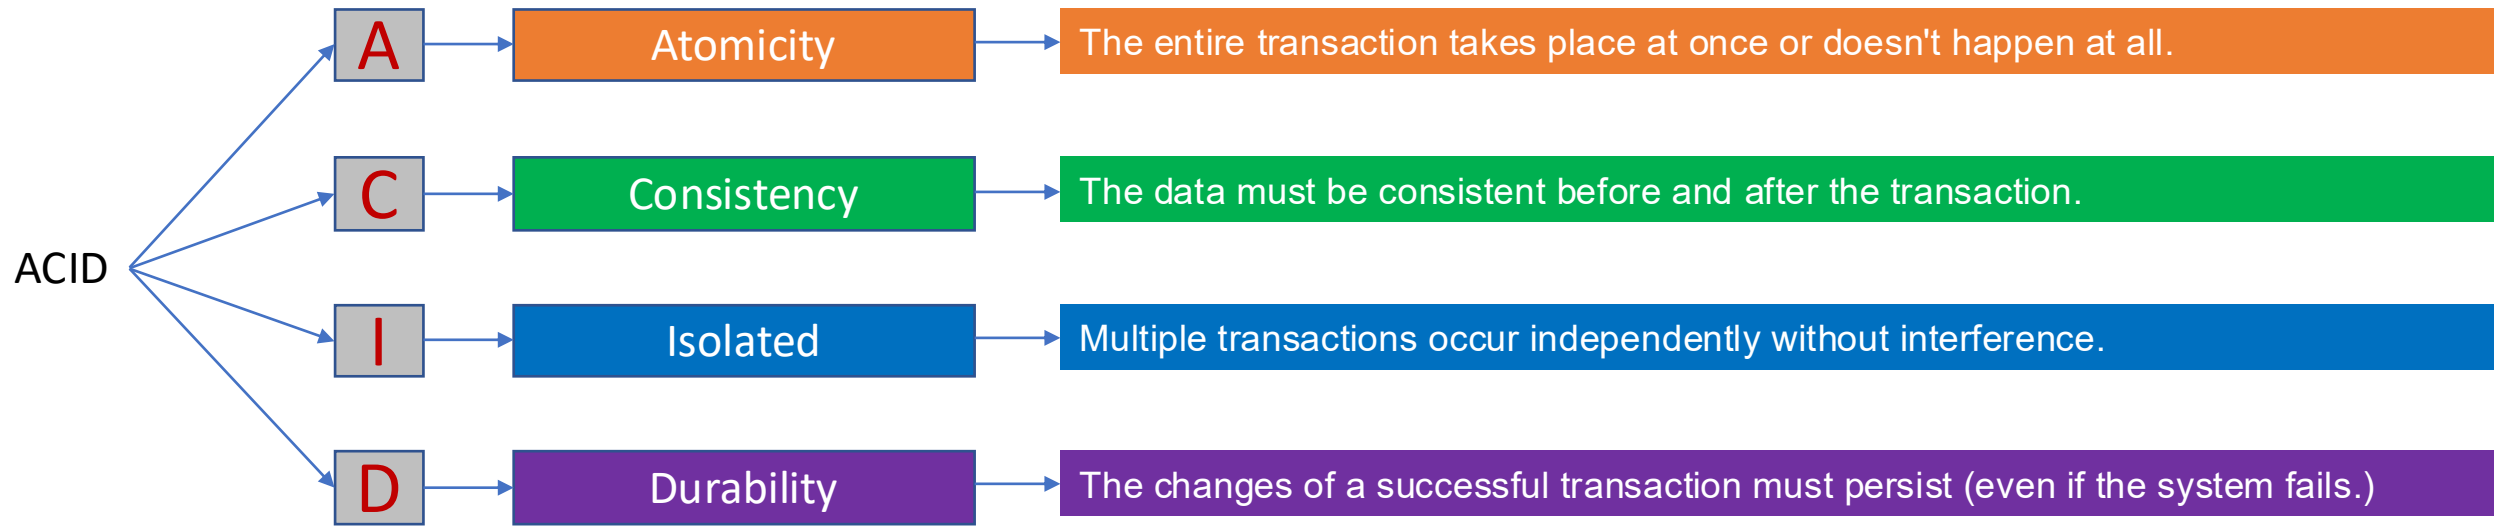 A
Atomicity
The entire transaction takes place at once or doesn't happen at all.
C
Consistency
The data must be consistent before and after the transaction.
ACID
I
Isolated
Multiple transactions occur independently without interference.
D
Durability
The changes of a successful transaction must persist (even if the system fails.)